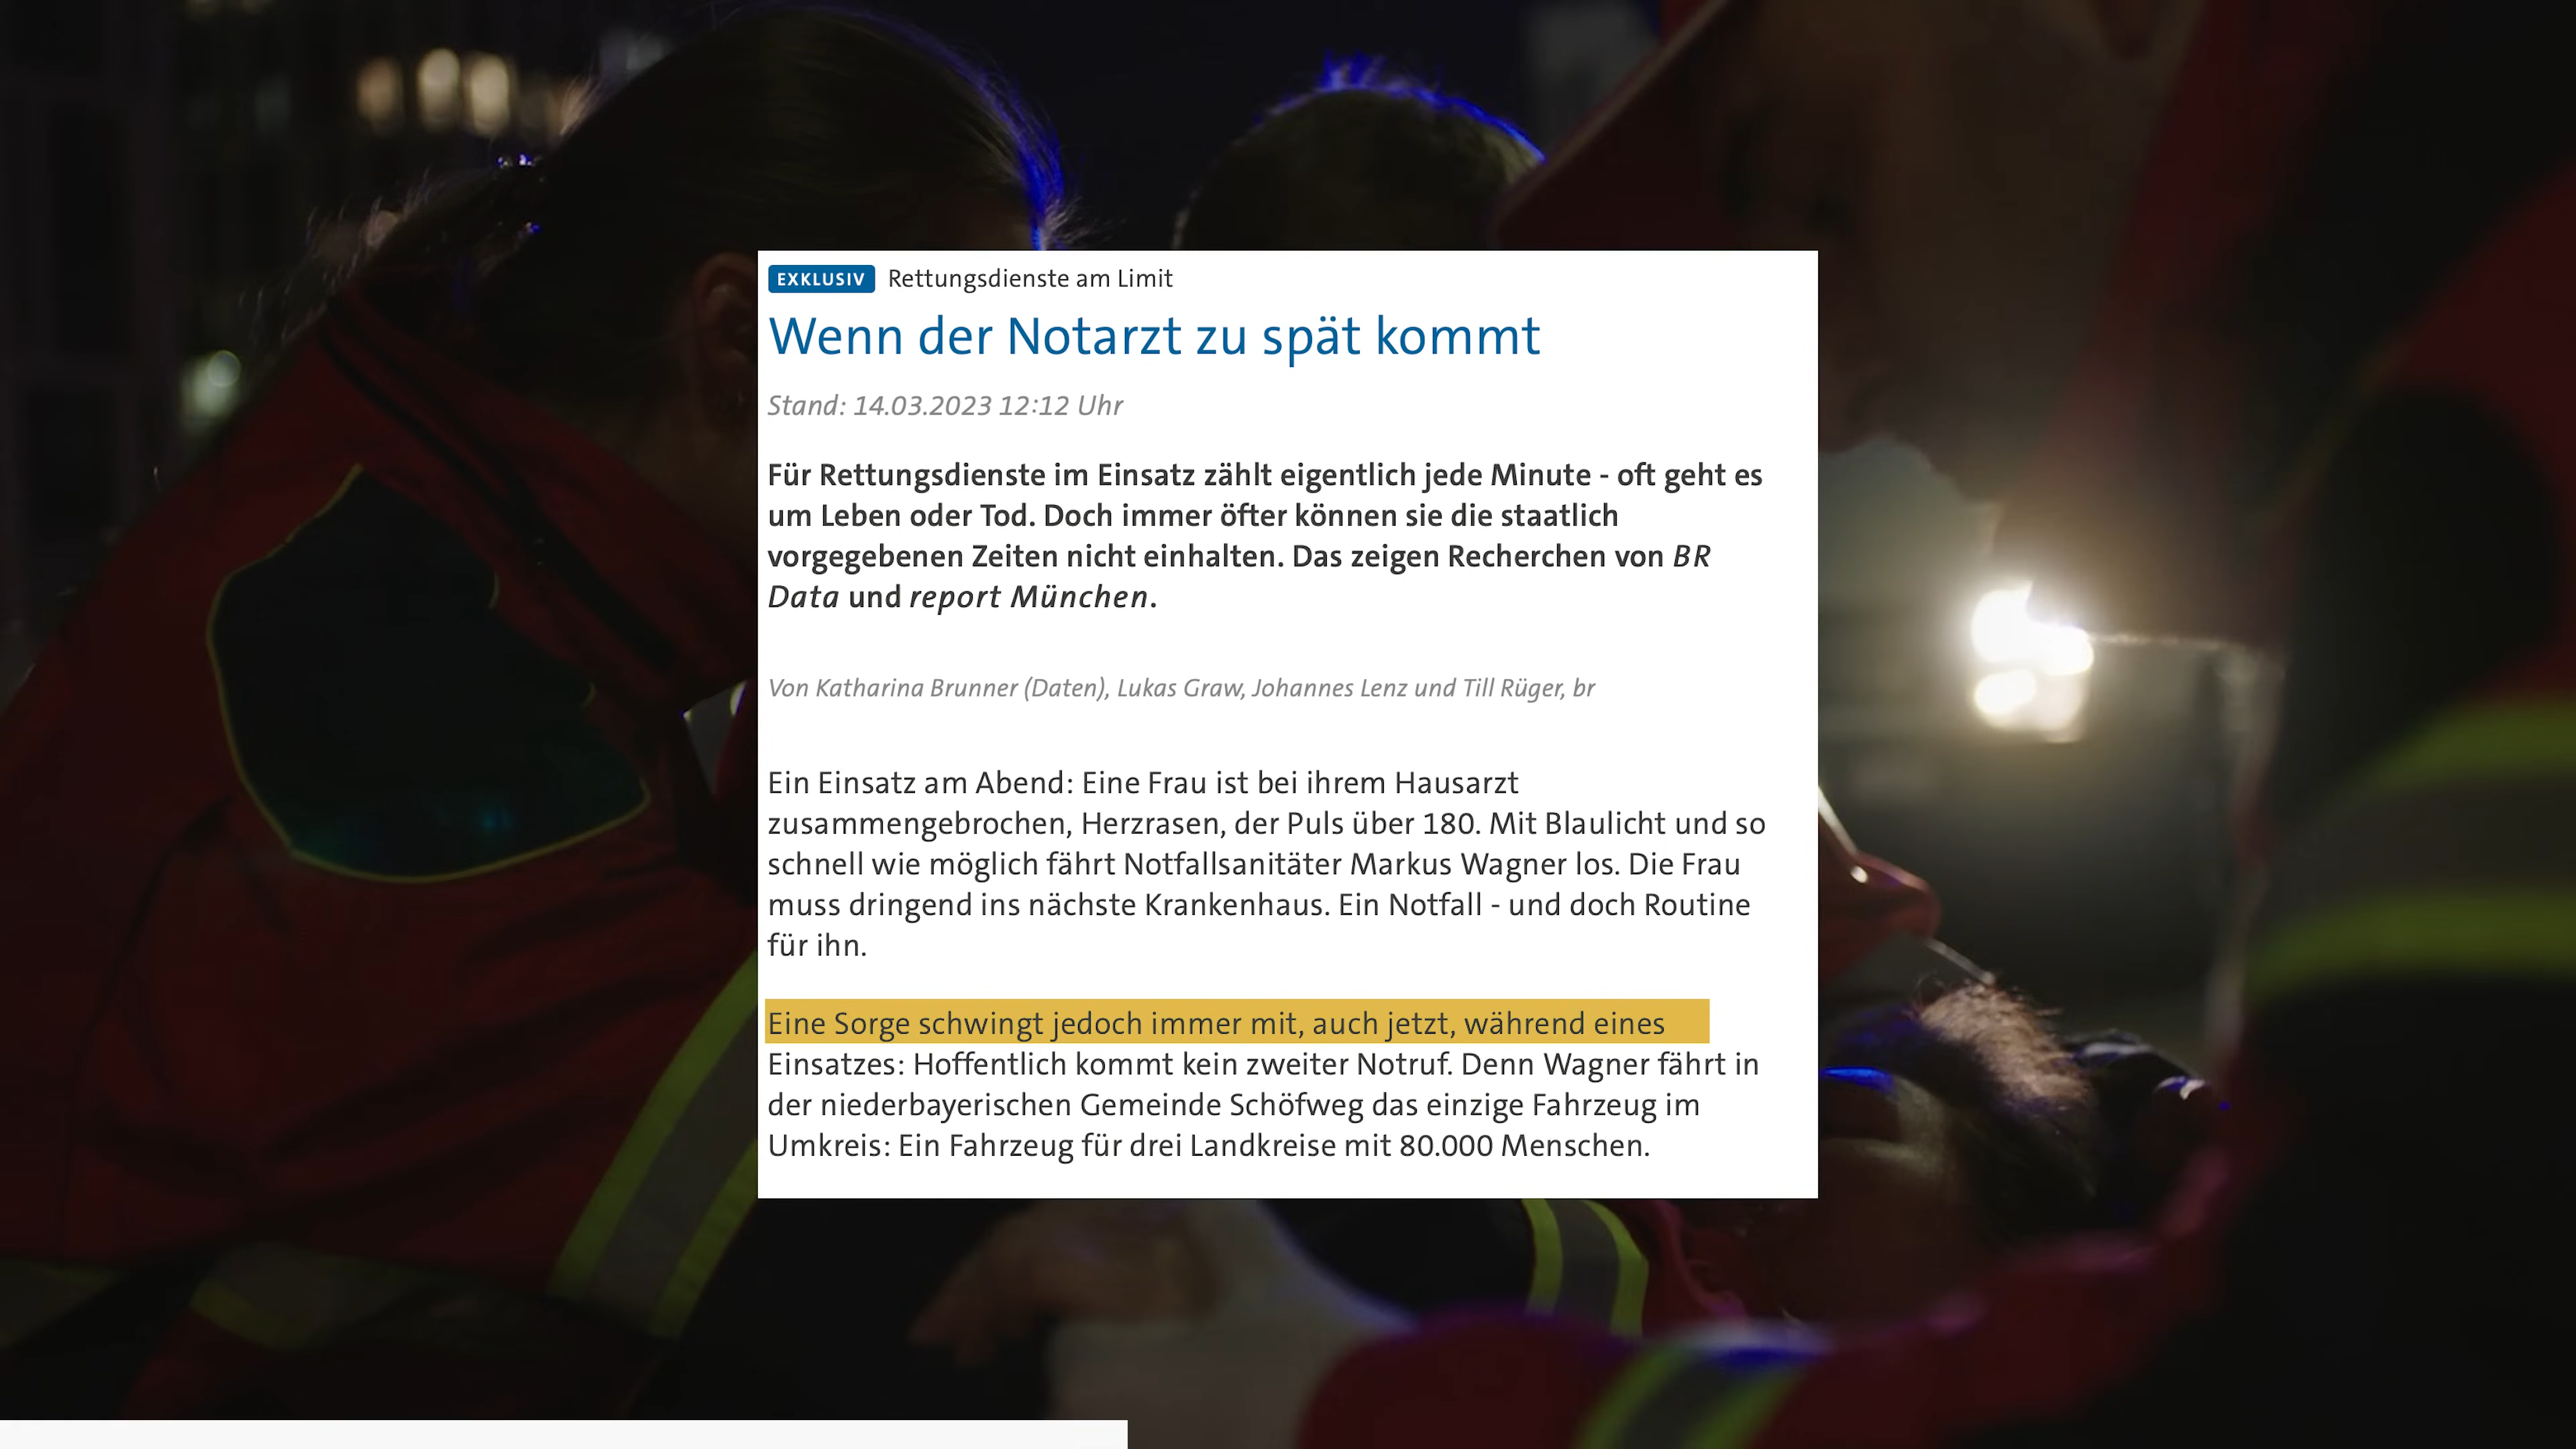 EXKLUSIV Rettungsdienste am Limit
Wenn der Notarzt zu spät kommt
Stand: 14.03.2023 12:12 Uhr
Für Rettungsdienste im Einsatz zählt eigentlich jede Minute - oft geht es
um Leben oder Tod. Doch immer öfter können sie die staatlich
vorgegebenen Zeiten nicht einhalten. Das zeigen Recherchen von BR
Data und report München.
Von Katharina Brunner (Daten), Lukas Graw, Johannes Lenz und Till Rüger, br
Ein Einsatz am Abend: Eine Frau ist bei ihrem Hausarzt
zusammengebrochen, Herzrasen, der Puls über 180. Mit Blaulicht und so
schnell wie möglich fährt Notfallsanitäter Markus Wagner los. Die Frau
muss dringend ins nächste Krankenhaus. Ein Notfall - und doch Routine
für ihn.
Eine Sorge schwingt jedoch immer mit, auch jetzt, während eines
Einsatzes: Hoffentlich kommt kein zweiter Notruf. Denn Wagner fährt in
der niederbayerischen Gemeinde Schöfweg das einzige Fahrzeug im
Umkreis: Ein Fahrzeug für drei Landkreise mit 80.000 Menschen.